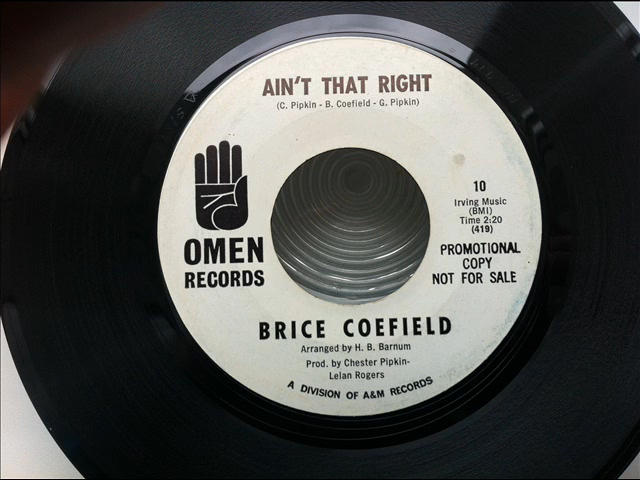 AIN'T THAT RIGHT
(C. Pipkin - B. Coefield - G. Pipkin)
OMEN
RECORDS
10
Irving Music
(BMI)
Time 2:20
(419)
PROMOTIONAL
COPY
NOT FOR SALE
BRICE COEFIELD
Arranged by H. B. Barnum
Prod. by Chester Pipkin-
Lelan Rogers
A DIVISION OF A&M RECORDS